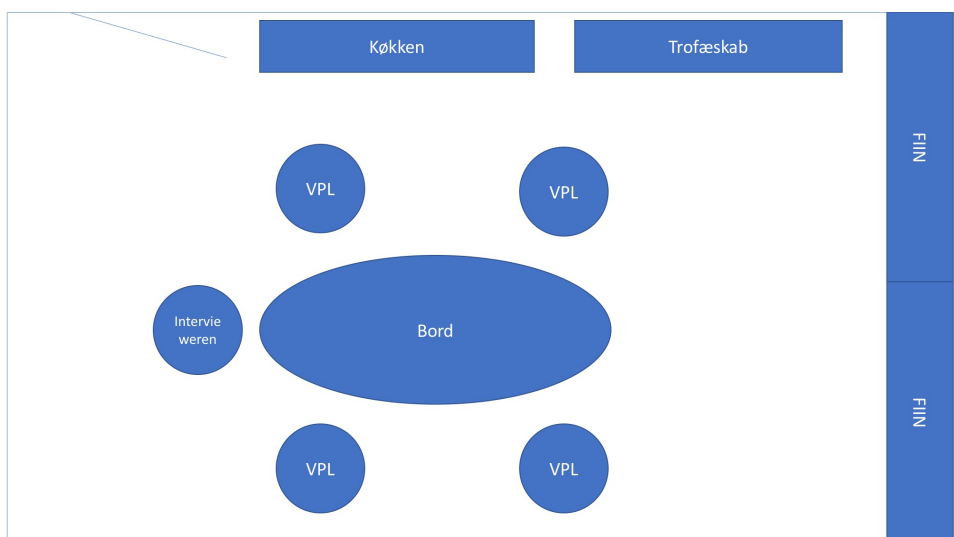 Køkken
Trofæskab
FIIN
VPL
VPL
Intervie
weren
Bord
FIIN
VPL
VPL